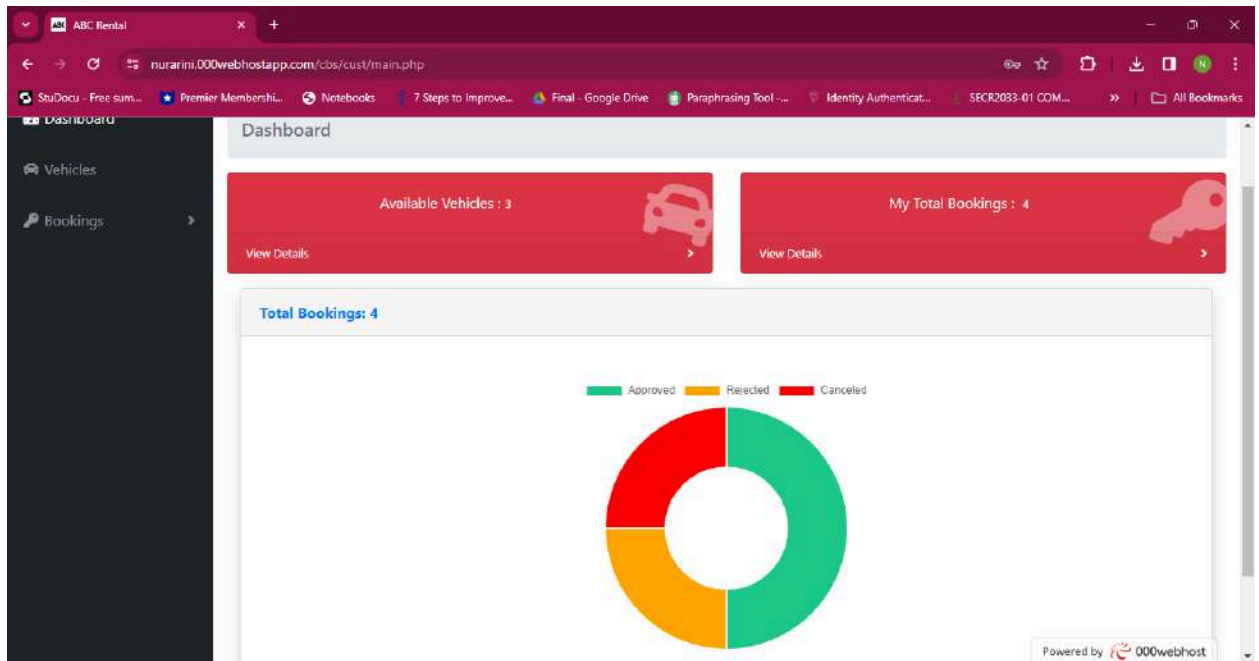 ABC ABC Rental
nurarini.000webhostapp.com/cbs/cust/main.php
N
StuDocu - Free sum... Premier Membershi... Notebooks 7 Steps to Improve... Final - Google Drive Paraphrasing Tool -... Identity Authenticat... SECR2033-01 COM... » All Bookmarks
Dashboard
Vehicles
Bookings
Dashboard
Available Vehicles : 3
View Details
My Total Bookings : 4
View Details
Total Bookings: 4
Approved Rejected Canceled
Powered by 000webhost